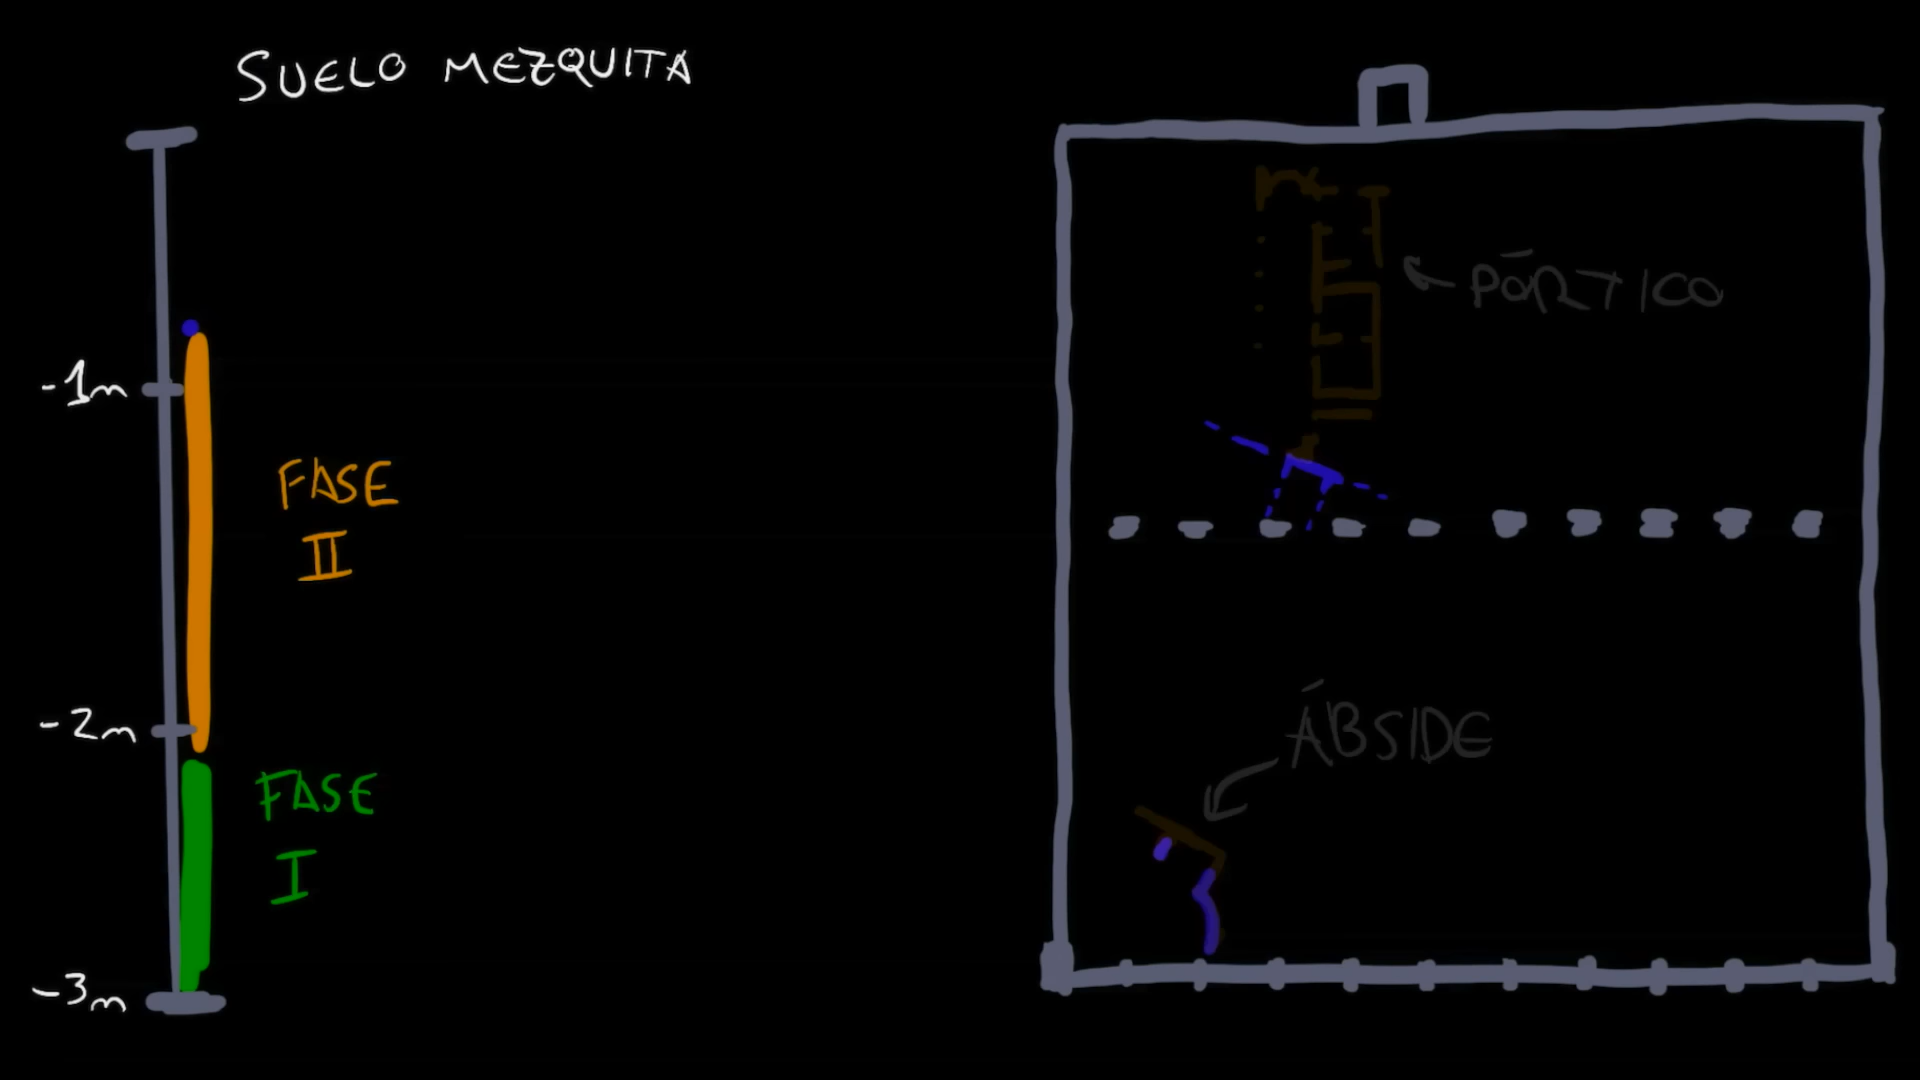 SUELO MEZQUITA
-1m
FASE
II
-2m
FASE
I
-3m
PÓRTICO
ÁBSIDE